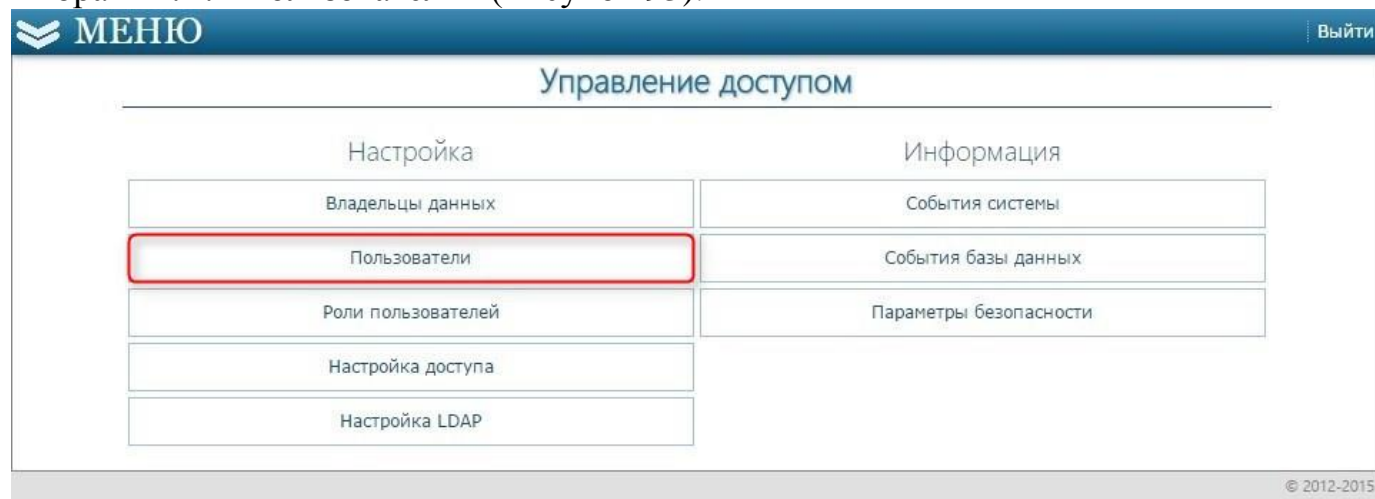 МЕНЮ
Выйти
Управление доступом
Настройка
Информация
Владельцы данных
События системы
Пользователи
События базы данных
Роли пользователей
Параметры безопасности
Настройка доступа
Настройка LDAP
© 2012-2015